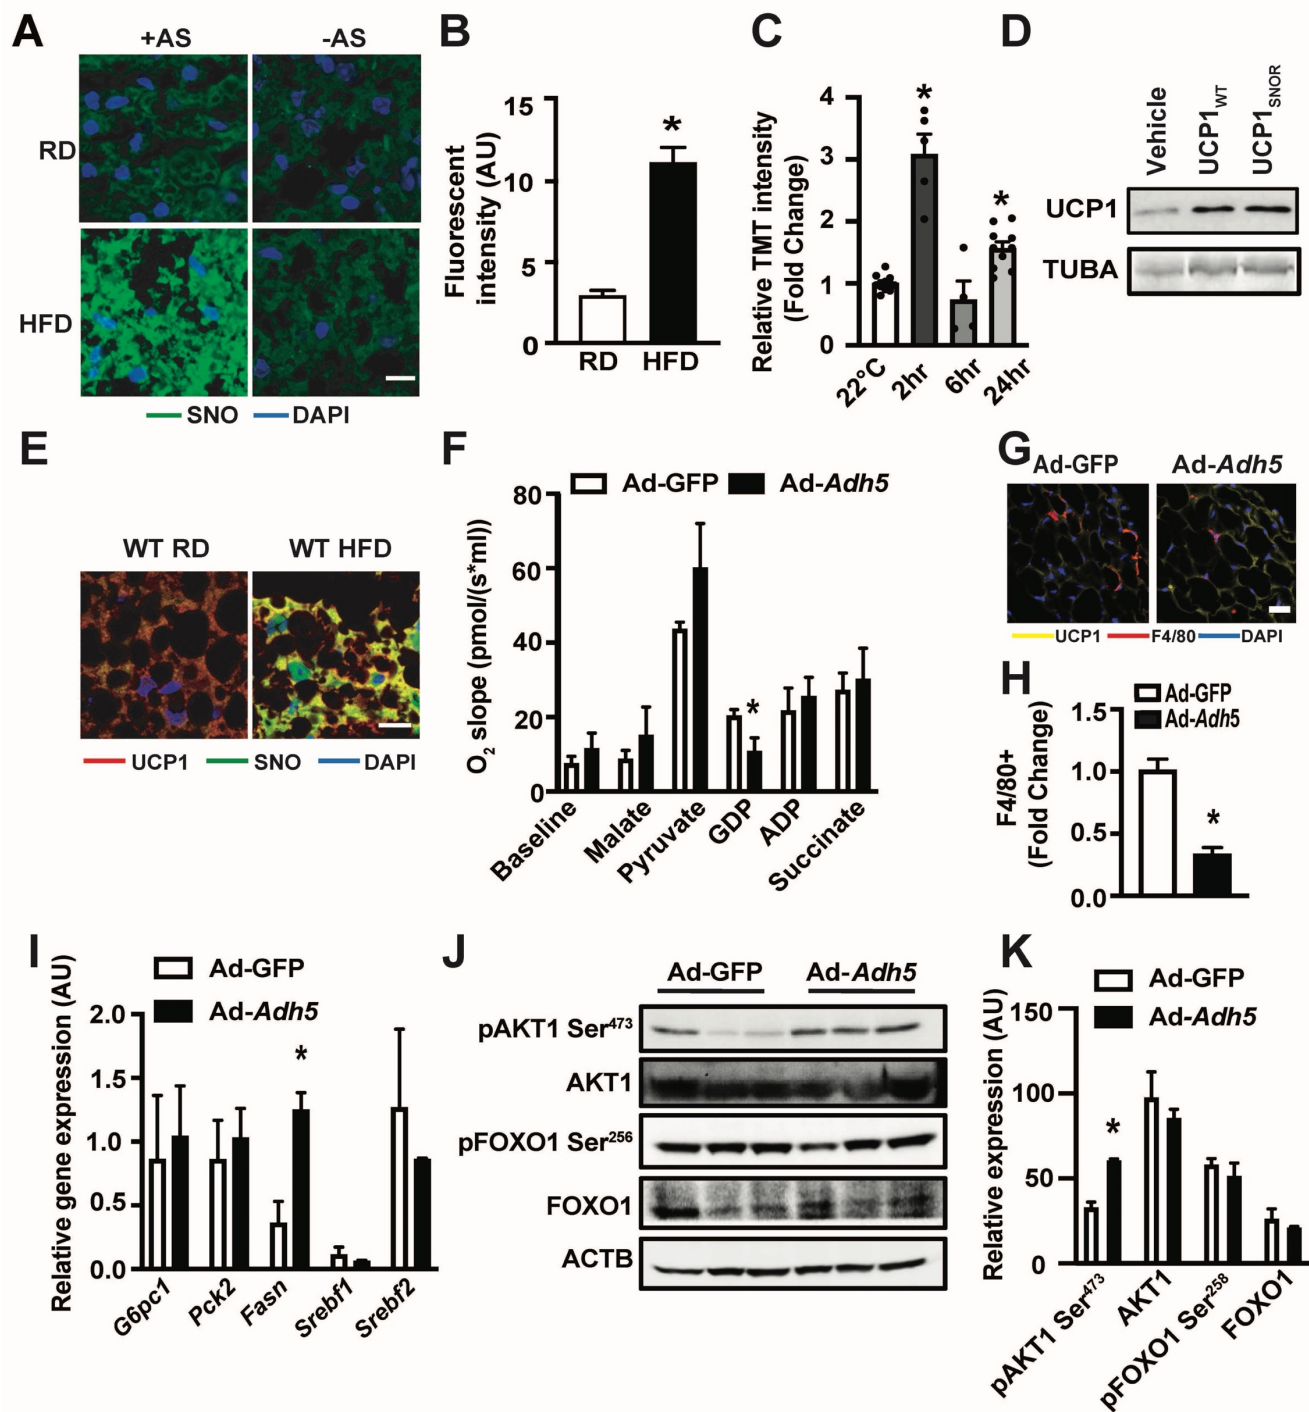 A
+AS
-AS
RD
HFD
SNO DAPI
B
Fluorescent
intensity (AU)
15
10
5
0
*
RD HFD
C
Relative TMT intensity
(Fold Change)
4
3
2
1
0
*
*
22°C
2hr
6hr
24hr
D
Vehicle
UCP1WT
UCP1SNOR
UCP1
TUBA
E
WT RD
WT HFD
UCP1 SNO DAPI
F
Ad-GFP Ad-Adh5
O2 slope (pmol/(s*ml))
80
60
40
20
0
*
Baseline
Malate
Pyruvate
GDP
ADP
Succinate
G
Ad-GFP
Ad-Adh5
UCP1 F4/80 DAPI
H
Ad-GFP
Ad-Adh5
F4/80+
(Fold Change)
1.5
1.0
0.5
0.0
*
I
Ad-GFP
Ad-Adh5
Relative gene expression (AU)
2.0
1.5
1.0
0.5
0.0
*
G6pc1
Pck2
Fasn
Srebf1
Srebf2
J
Ad-GFP
Ad-Adh5
pAKT1 Ser473
AKT1
pFOXO1 Ser256
FOXO1
ACTB
K
Ad-GFP
Ad-Adh5
Relative expression (AU)
150
100
50
0
*
pAKT1 Ser473
AKT1
pFOXO1 Ser258
FOXO1